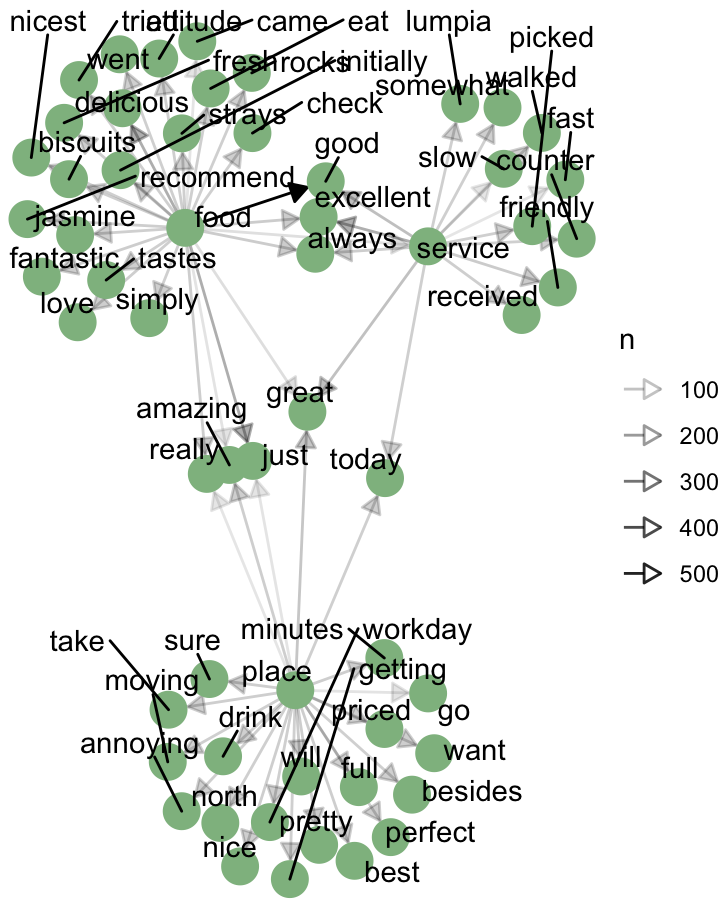 nicest
tried
attitude
came
eat
lumpia
picked
went
fresh
rocks
initially
somewhat
walked
delicious
strays
check
fast
biscuits
good
slow
counter
recommend
excellent
friendly
jasmine
food
always
service
fantastic
tastes
love
simply
received
n
great
100
amazing
200
really
just
today
300
400
500
take
sure
minutes
workday
moving
place
getting
drink
priced
go
annoying
will
full
want
north
besides
nice
pretty
perfect
best